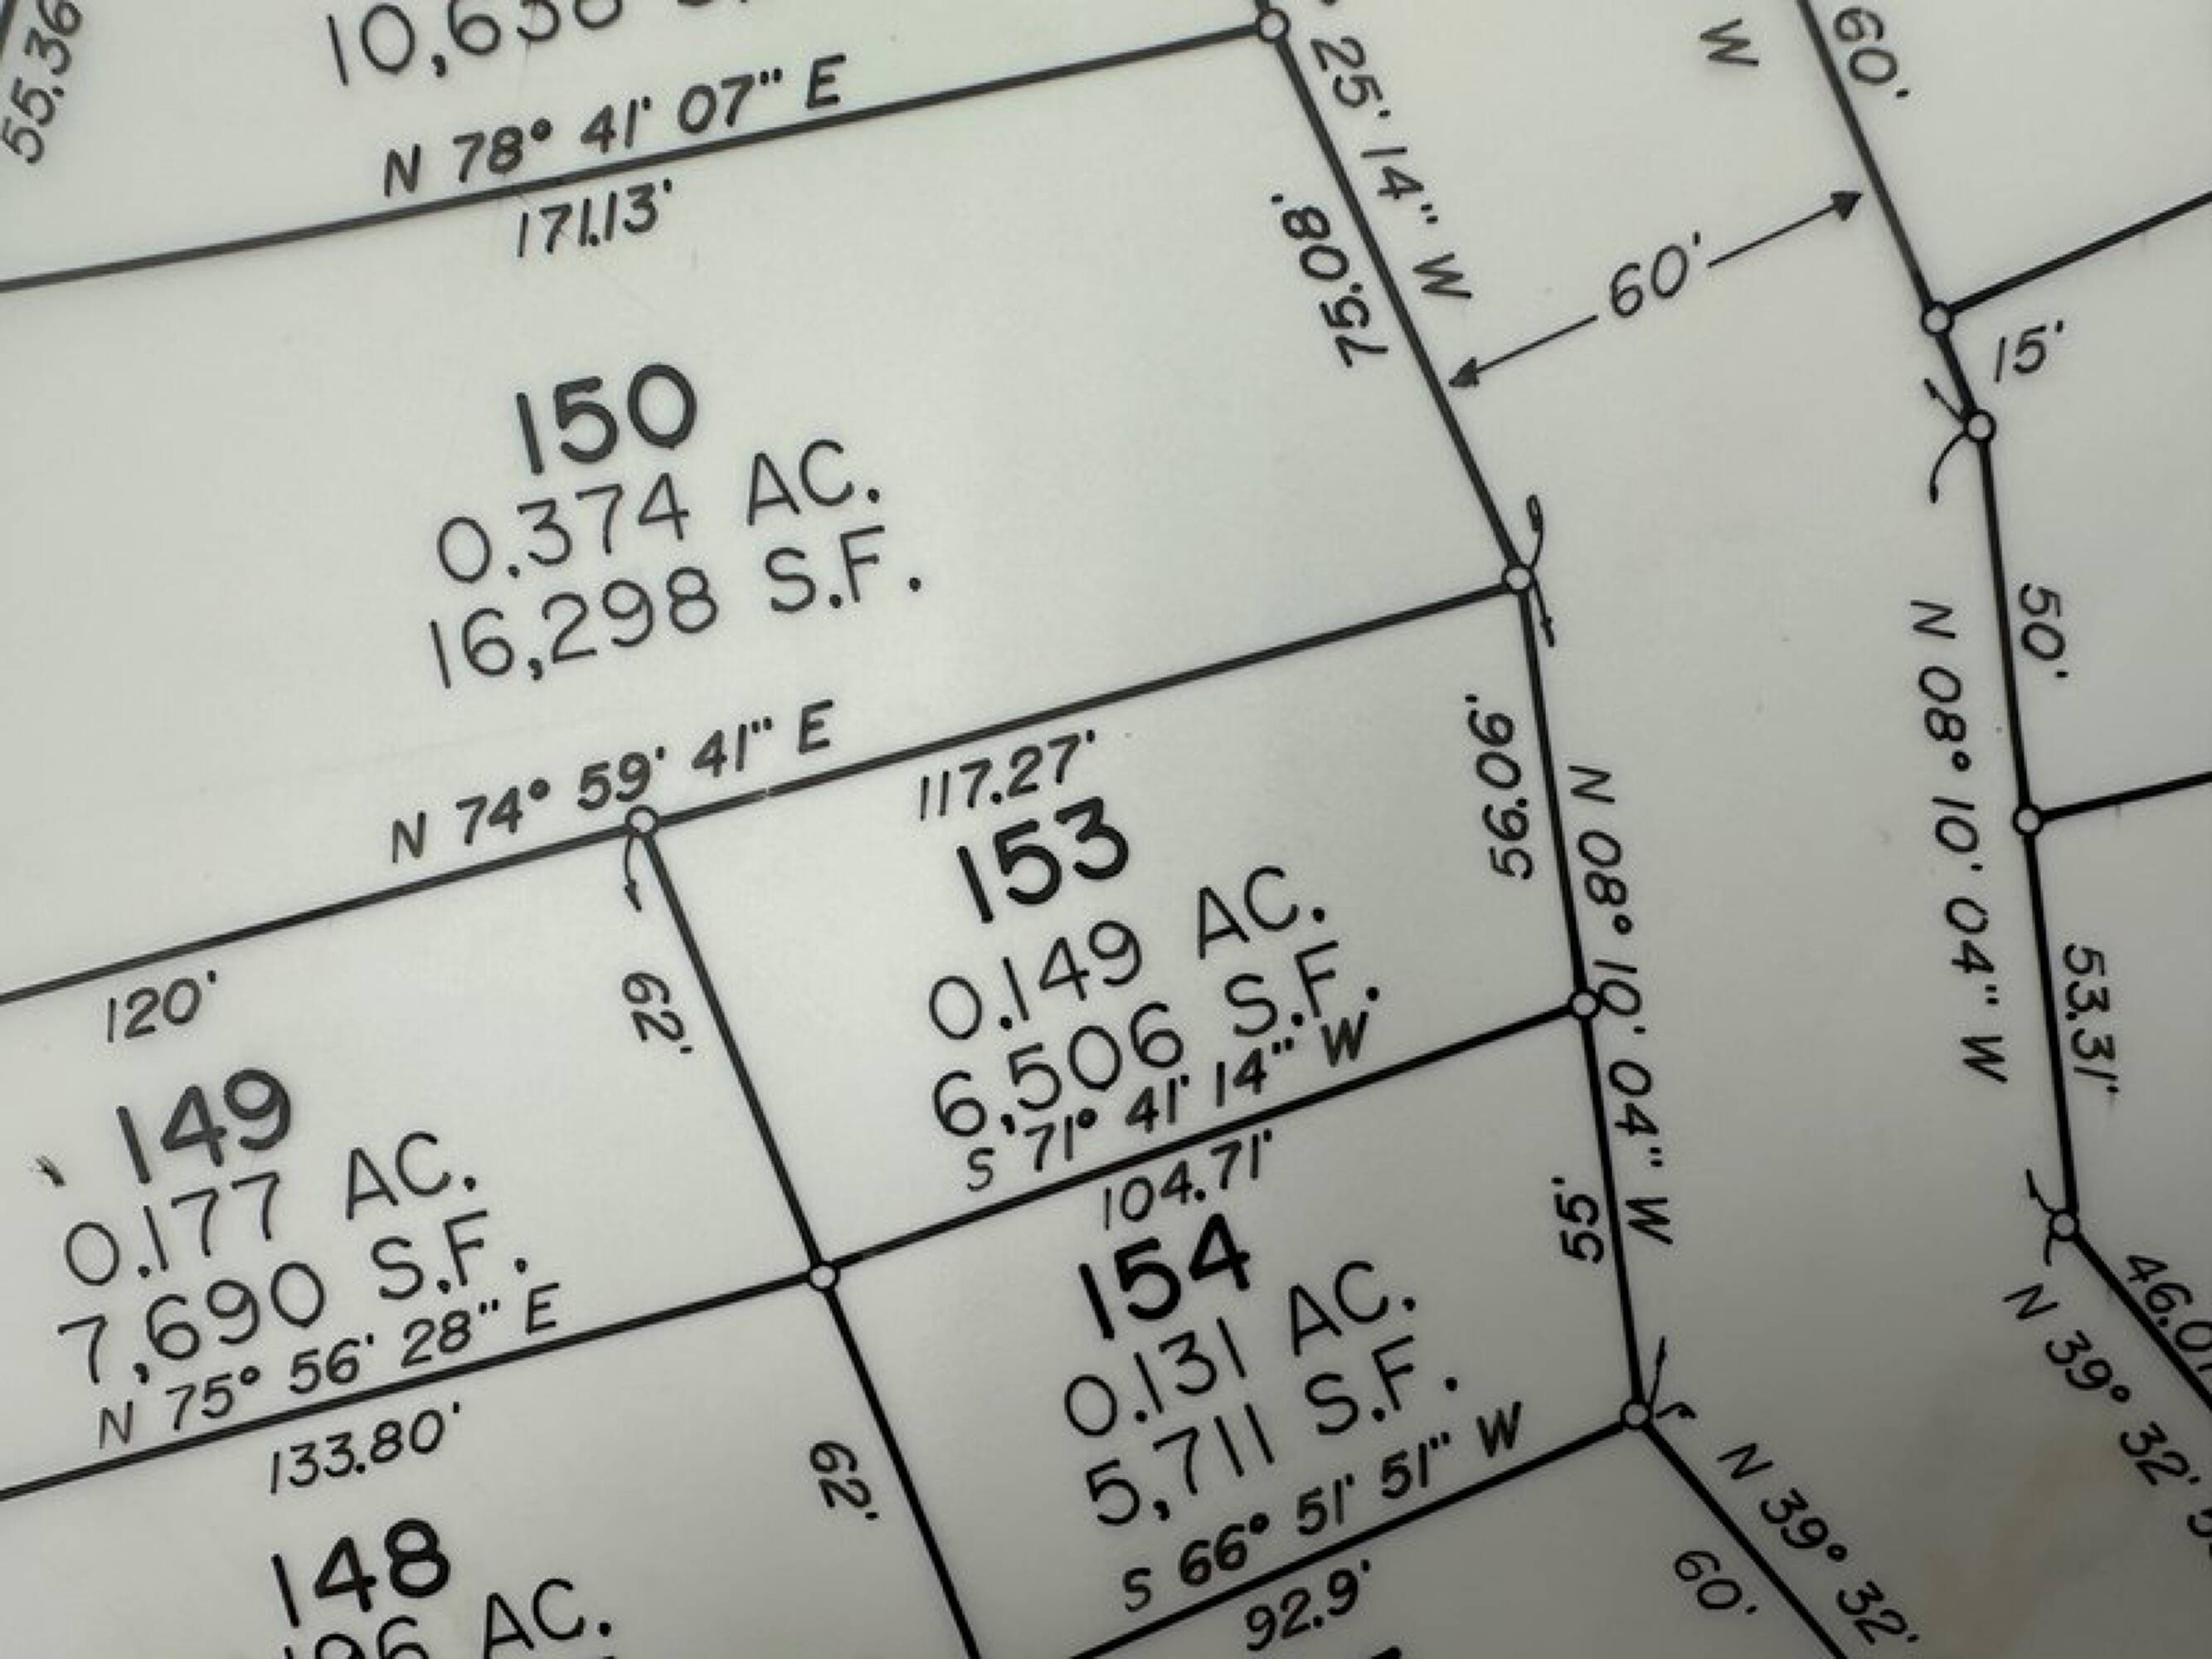 55.36
N 78° 41' 07" E
171.13'
25' 14" W
75.08'
W
60'
60'
15'
150
0.374 AC.
16,298 S.F.
N 74° 59' 41" E
117.27'
120'
153
0.149 AC.
6,506 S.F.
S 71° 41' 14" W
104.71'
56.06'
N 08° 10' 04" W
50'
N 08° 10' 04" W
53.31'
62'
149
0.177 AC.
7,690 S.F.
N 75° 56' 28" E
133.80'
154
0.131 AC.
5,711 S.F.
S 66° 51' 51" W
92.9'
55'
62'
148
AC.
N 39° 32'
60'
46.01
N 39° 32'